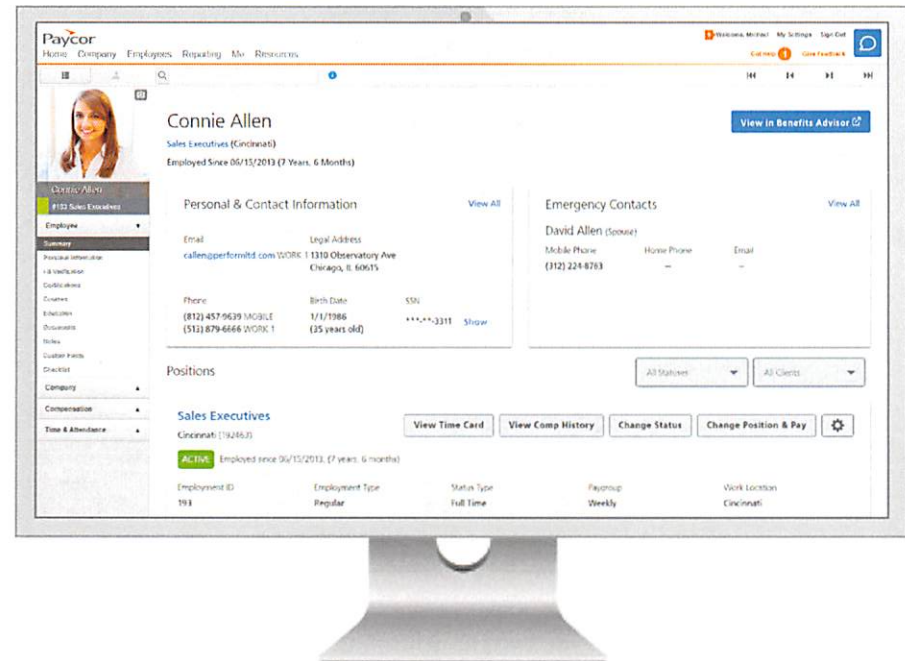 Paycor
Welcome, Michael My Settings Sign Out
Home Company Employees Reporting Me Resources
Get Help 1 Give Feedback
Connie Allen
View in Benefits Advisor
Sales Executives (Cincinnati)
Employed Since 06/15/2013 (7 Years, 6 Months)
Connie Allen
#193 Sales Executives
Employee
Summary
Personal Information
I-9 Verification
Certifications
Courses
Education
Documents
Notes
Custom Fields
Checklist
Company
Compensation
Time & Attendance
Personal & Contact Information View All
Email Legal Address
callen@performltd.com WORK 1 1310 Observatory Ave
Chirago, IL 60615
Phone Birth Date SSN
(812) 457-9639 MOBILE 1/1/1986 ***-**-3311 Show
(513) 879-6666 WORK 1 (35 years old)
Emergency Contacts View All
David Allen (Spouse)
Mobile Phone Home Phone Email
(312) 224-8763 -- --
Positions All Statuses All Clients
Sales Executives
Cincinnati (192463)
View Time Card View Comp History Change Status Change Position & Pay
ACTIVE Employed since 06/15/2013, (7 years, 6 months)
Employment ID Employment Type Status Type Paygroup Work Location
193 Regular Full Time Weekly Cincinnati